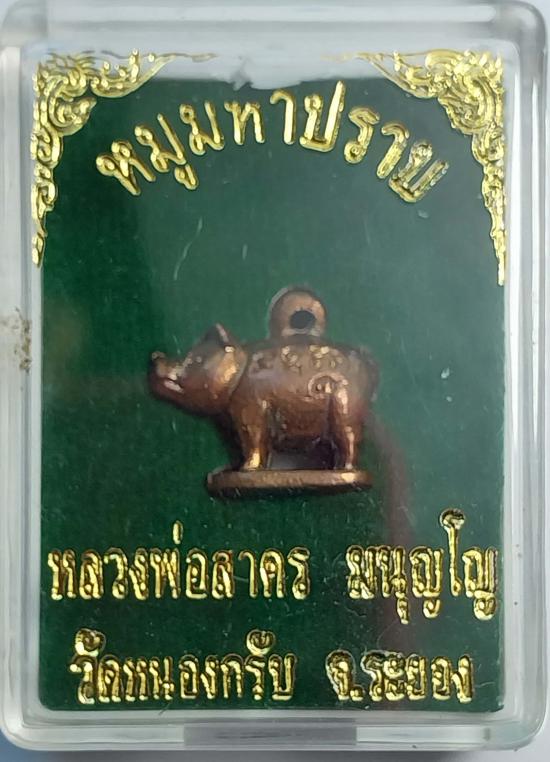 หมูมหาปราบ
หลวงพ่อสาคร มนุญโญ
วัดหนองกรับ จ.ระยอง